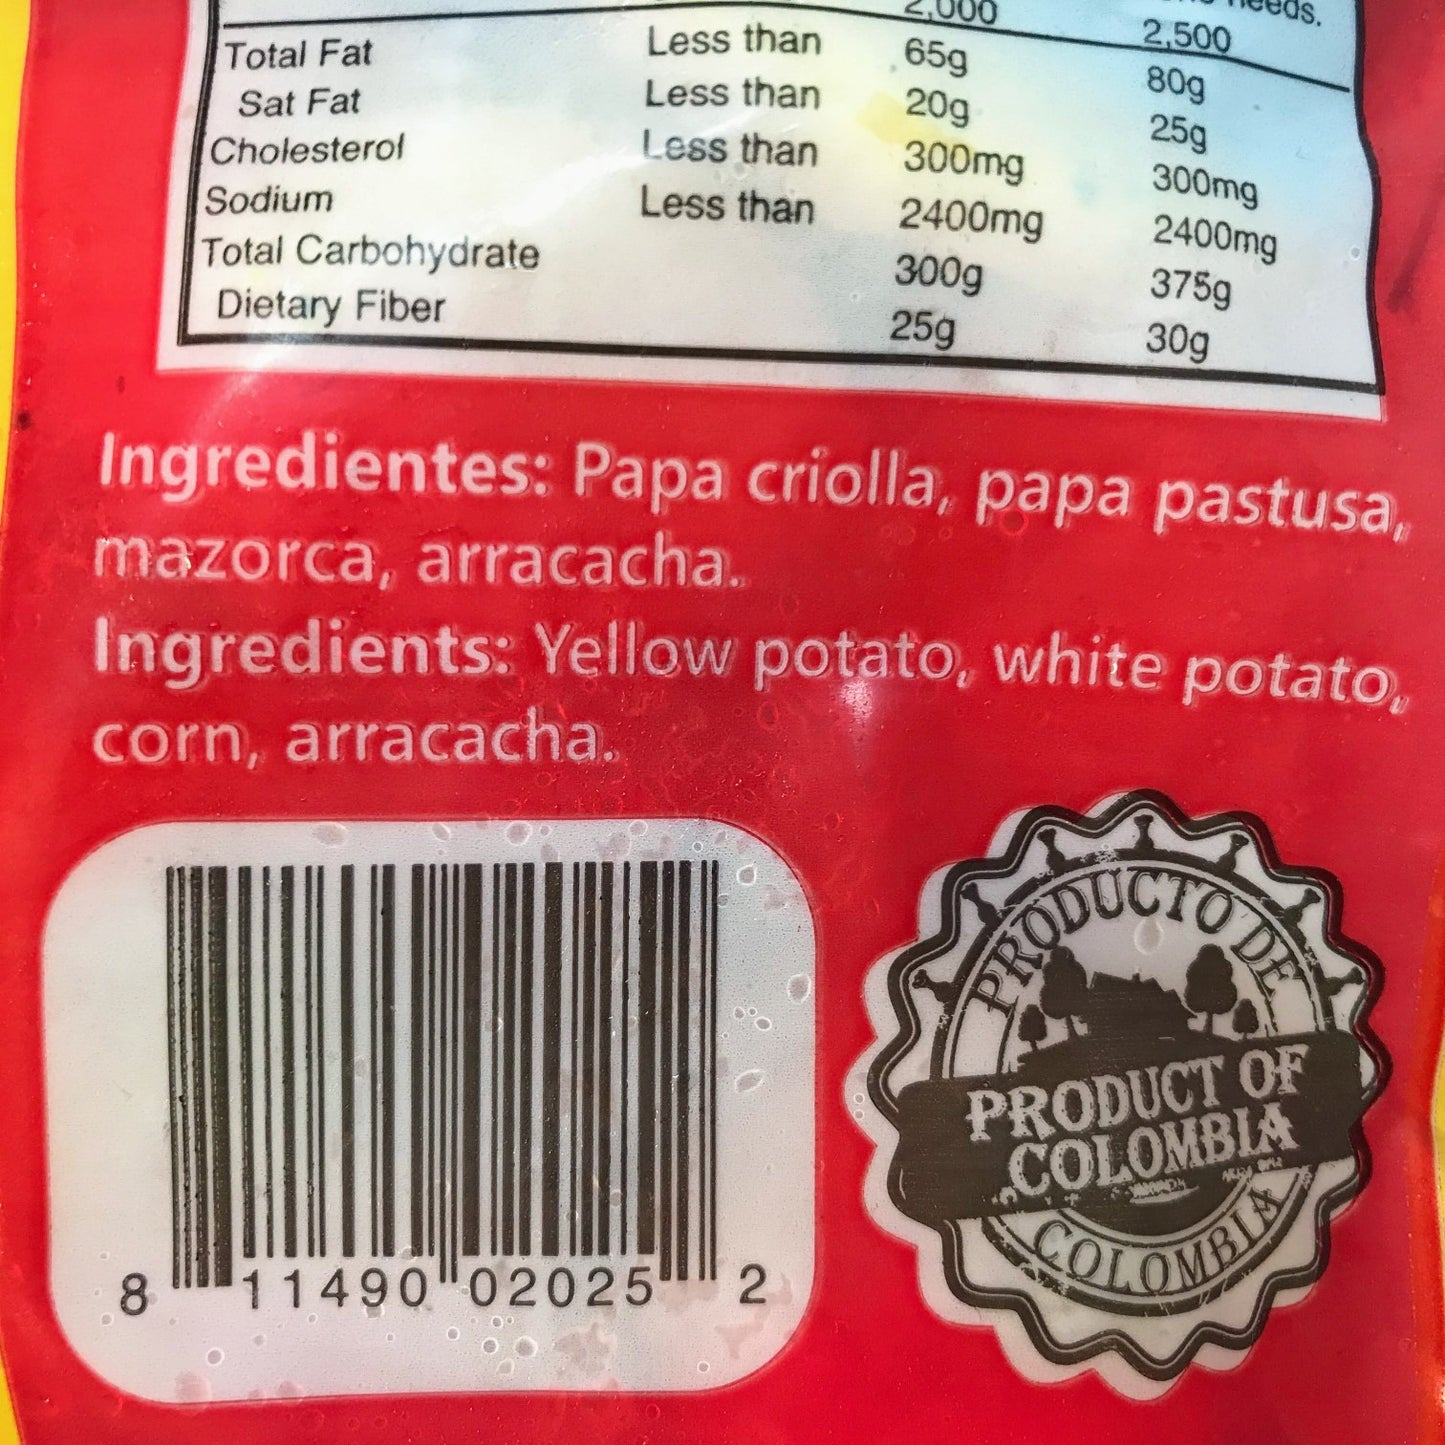 needs.
2,000 2,500
Total Fat Less than 65g 80g
Sat Fat Less than 20g 25g
Cholesterol Less than 300mg 300mg
Sodium Less than 2400mg 2400mg
Total Carbohydrate 300g 375g
Dietary Fiber 25g 30g
Ingredientes: Papa criolla, papa pastusa,
mazorca, arracacha.
Ingredients: Yellow potato, white potato,
corn, arracacha.
8 11490 02025 2
PRODUCTO DE
PRODUCT OF
COLOMBIA
COLOMBIA